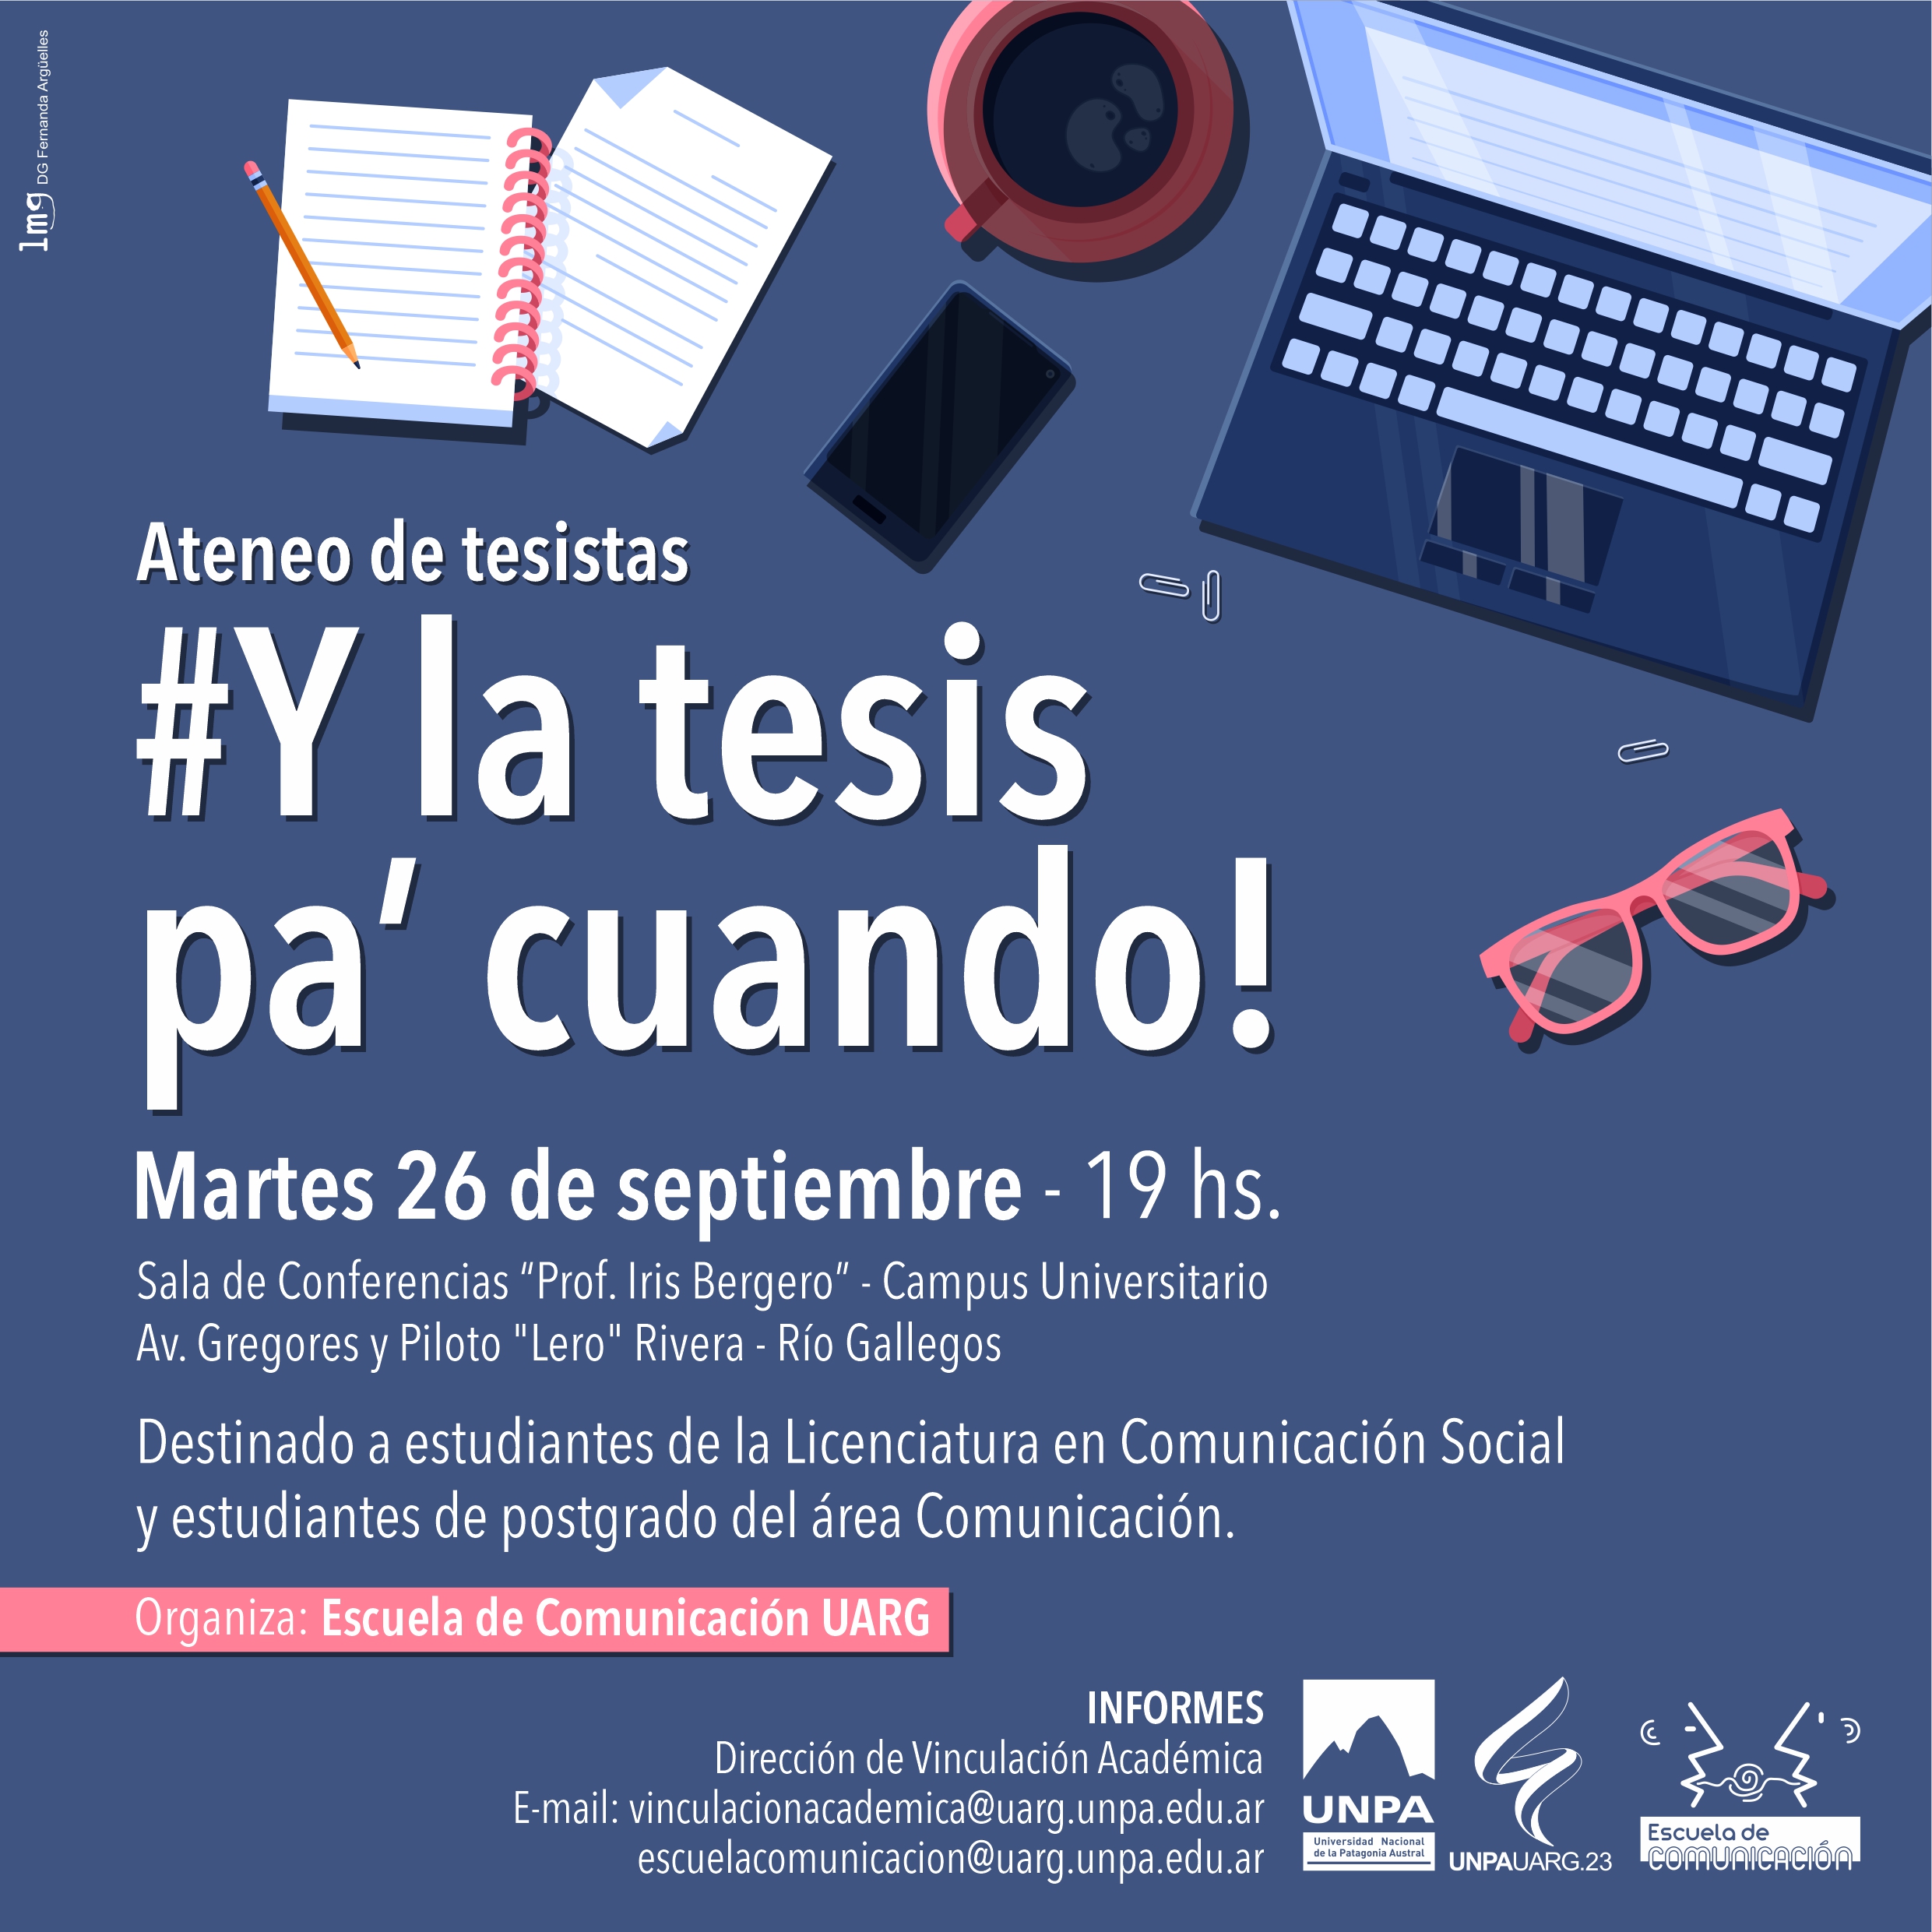 lmg DG Fernanda Argüelles
Ateneo de tesistas
#Y la tesis
pa’ cuando!
Martes 26 de septiembre - 19 hs.
Sala de Conferencias “Prof. Iris Bergero” - Campus Universitario
Av. Gregores y Piloto "Lero" Rivera - Río Gallegos
Destinado a estudiantes de la Licenciatura en Comunicación Social
y estudiantes de postgrado del área Comunicación.
Organiza: Escuela de Comunicación UARG
INFORMES
Dirección de Vinculación Académica
E-mail: vinculacionacademica@uarg.unpa.edu.ar
escuelacomunicacion@uarg.unpa.edu.ar
UNPA
Universidad Nacional
de la Patagonia Austral
UNPAUARG.23
Escuela de
comunicación